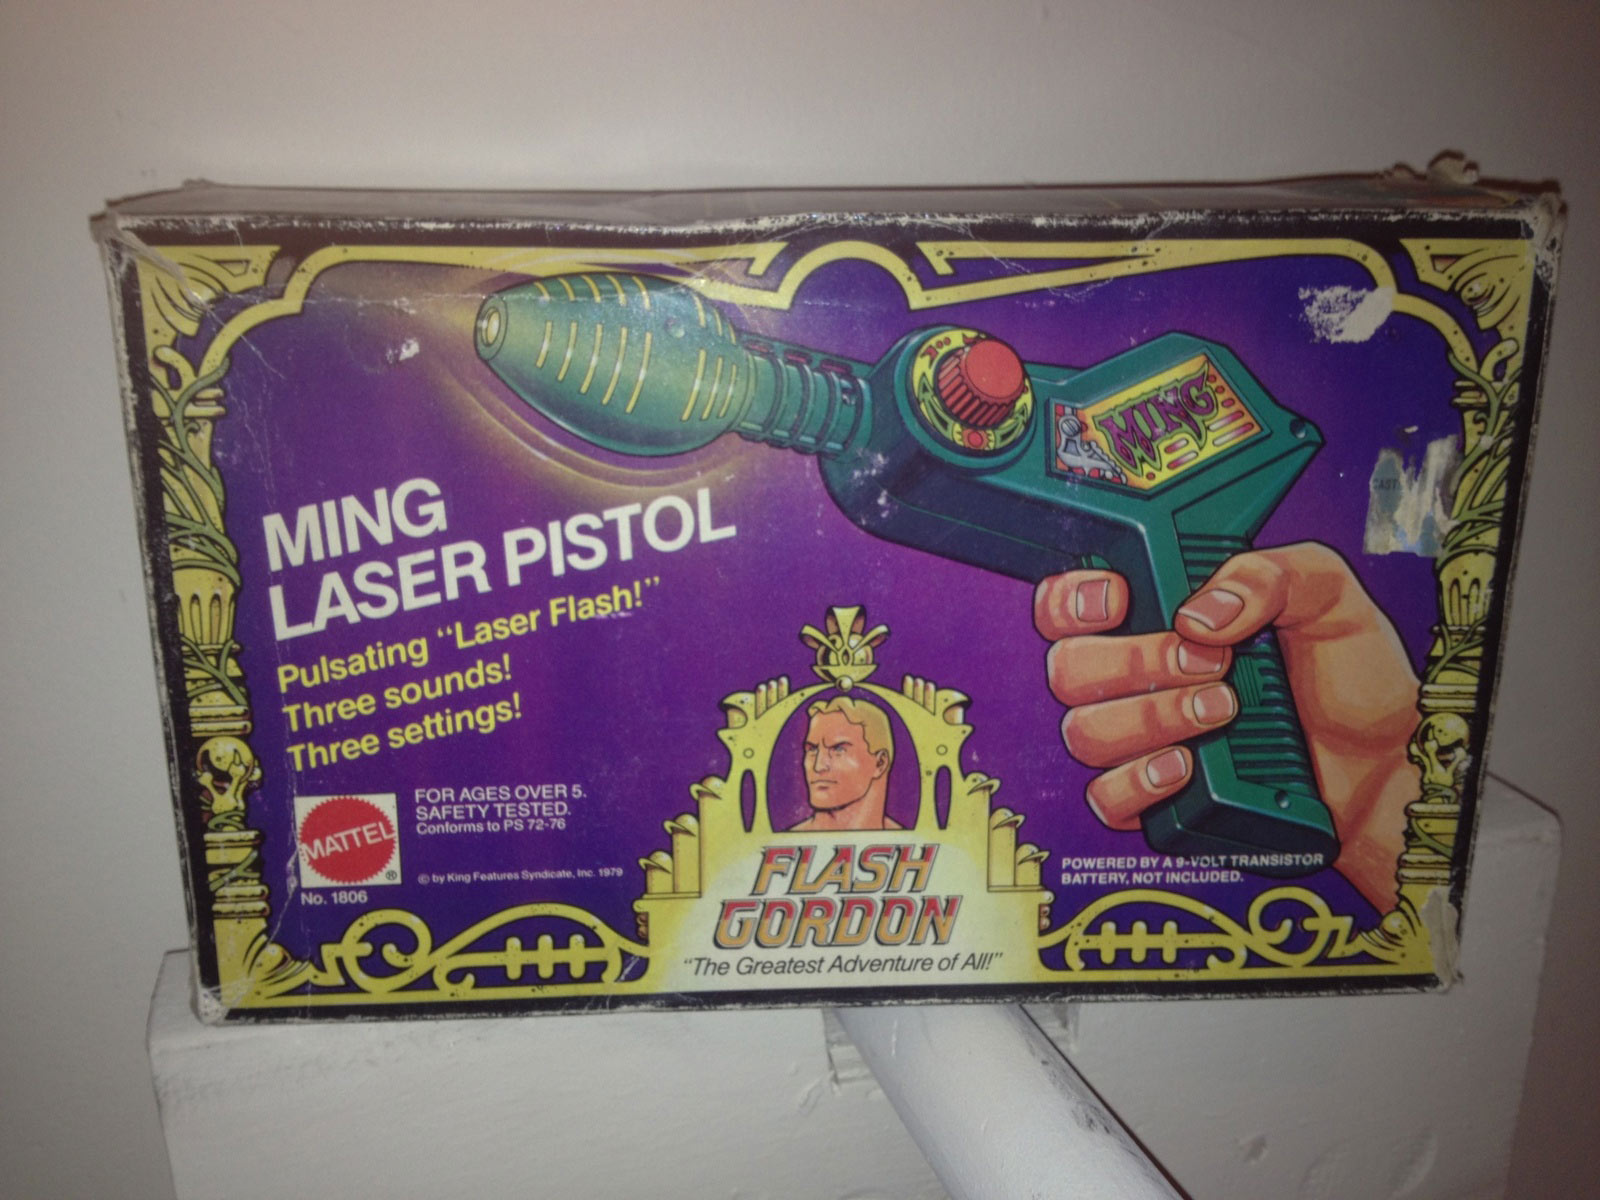 MING
LASER PISTOL
Pulsating “Laser Flash!”
Three sounds!
Three settings!
MATTEL
®
No. 1806
FOR AGES OVER 5.
SAFETY TESTED.
Conforms to PS 72-76
© by King Features Syndicate, Inc. 1979
MING
FLASH
GORDON
“The Greatest Adventure of All!”
POWERED BY A 9-VOLT TRANSISTOR
BATTERY, NOT INCLUDED.